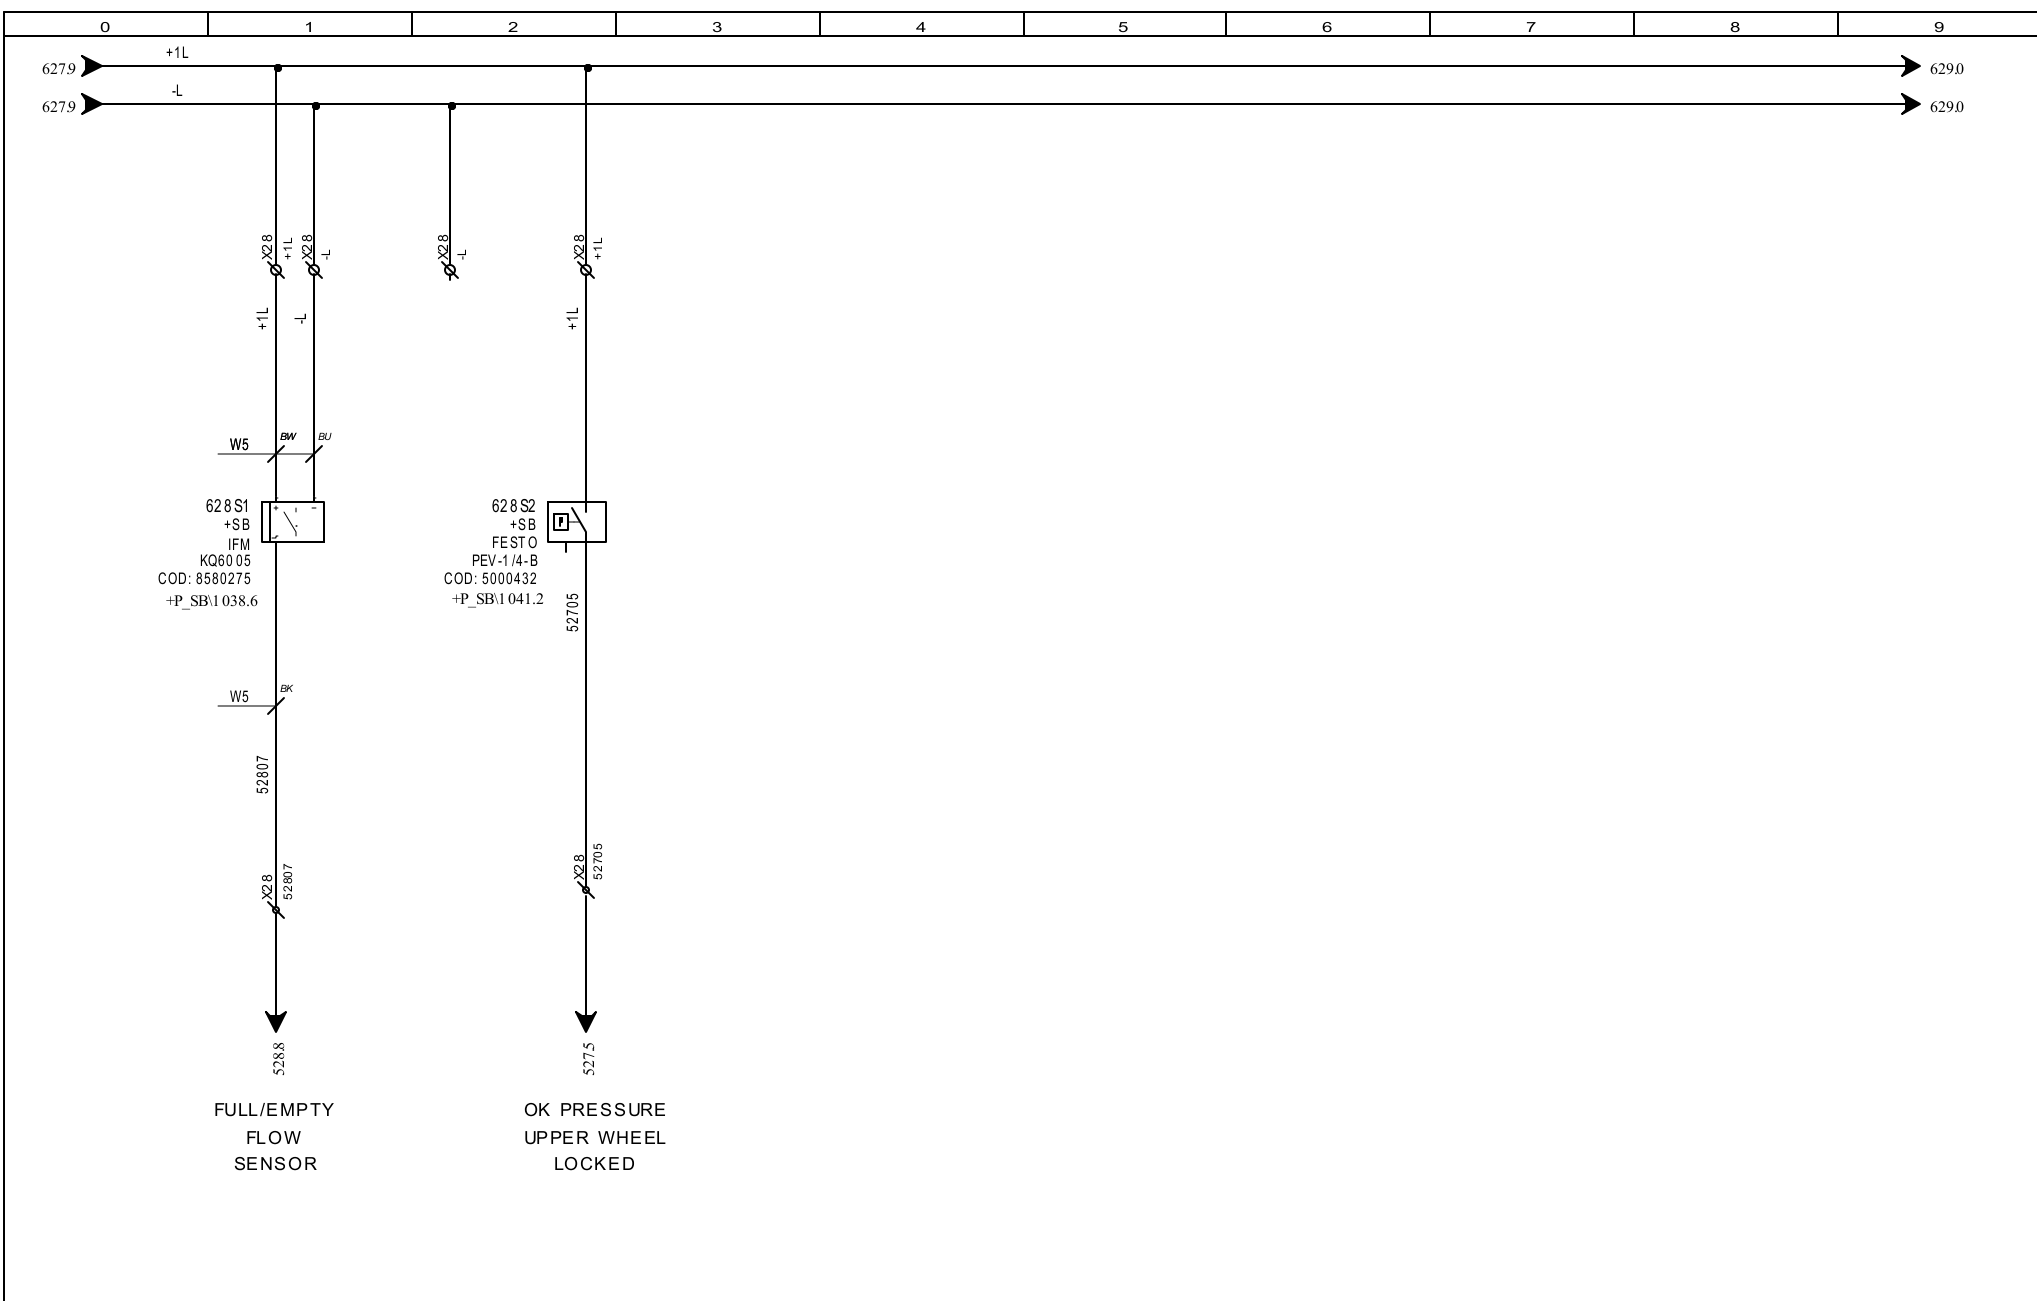 0 1 2 3 4 5 6 7 8 9
627.9 +1L 629.0
627.9 -L 629.0
X28 +1L X28 -L X28 -L X28 +1L
+1L -L +1L
W5 BW BU
628S1
+SB
IFM
KQ6005
COD: 8580275
+P_SB\1038.6
628S2
+SB
FESTO
PEV-1/4-B
COD: 5000432
+P_SB\1041.2
+ -
P
52705
W5 BK
52807
X28 52807
X28 52705
528.8
527.5
FULL/EMPTY
FLOW
SENSOR
OK PRESSURE
UPPER WHEEL
LOCKED